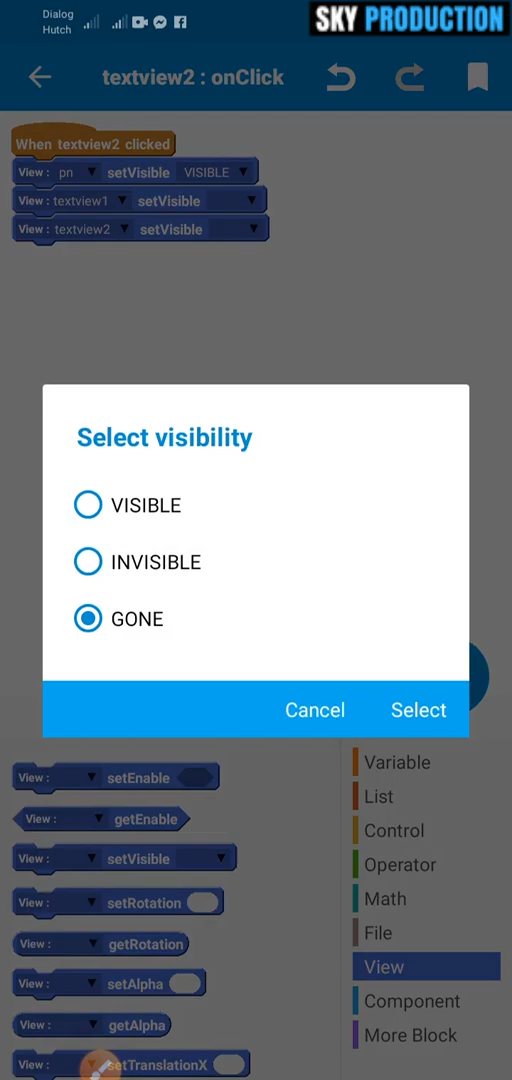 Dialog
Hutch
SKY PRODUCTION
textview2 : onClick
When textview2 clicked
View : pn setVisible VISIBLE
View : textview1 setVisible
View : textview2 setVisible
Select visibility
VISIBLE
INVISIBLE
GONE
Cancel Select
View : setEnable
View : getEnable
View : setVisible
View : setRotation
View : getRotation
View : setAlpha
View : getAlpha
View : setTranslationX
Variable
List
Control
Operator
Math
File
View
Component
More Block